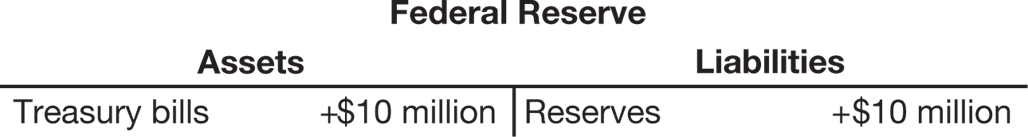 Federal Reserve
Assets Liabilities
Treasury bills +$10 million Reserves +$10 million